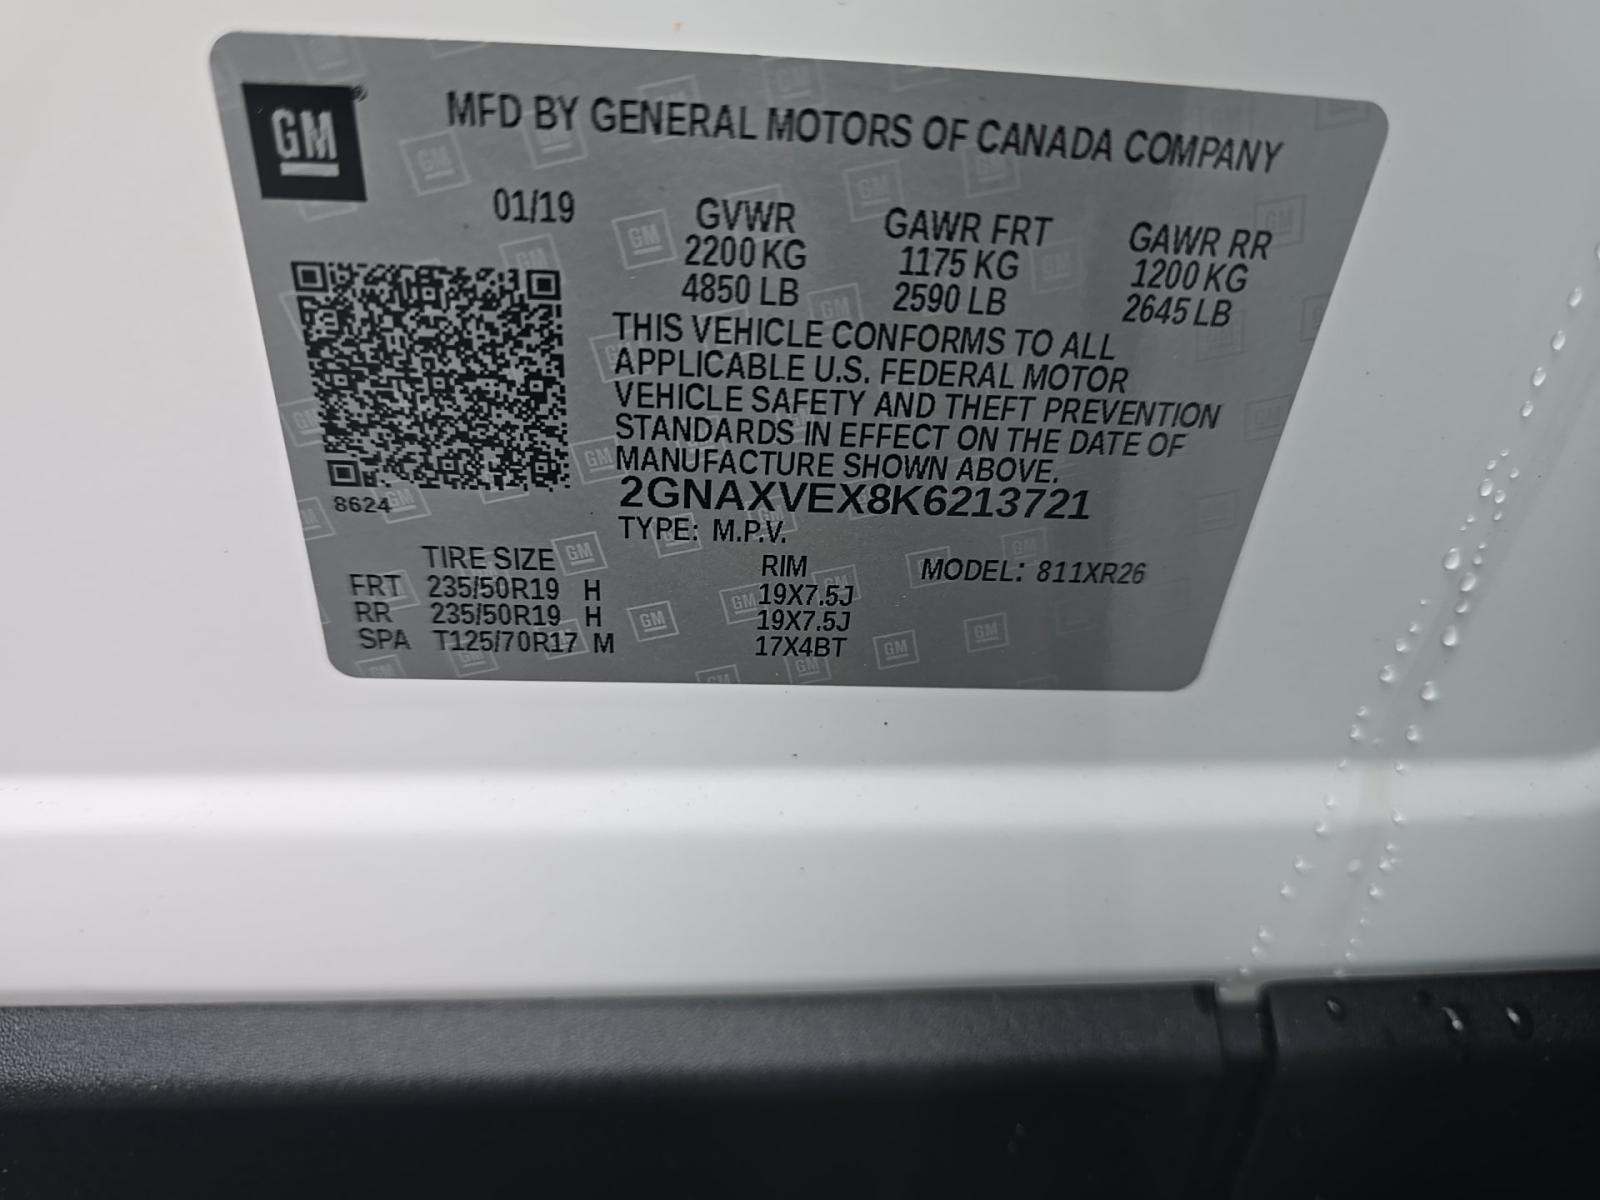 GM®
MFD BY GENERAL MOTORS OF CANADA COMPANY
01/19
GVWR GAWR FRT GAWR RR
2200 KG 1175 KG 1200 KG
4850 LB 2590 LB 2645 LB
THIS VEHICLE CONFORMS TO ALL
APPLICABLE U.S. FEDERAL MOTOR
VEHICLE SAFETY AND THEFT PREVENTION
STANDARDS IN EFFECT ON THE DATE OF
MANUFACTURE SHOWN ABOVE.
2GNAXVEX8K6213721
8624
TYPE: M.P.V.
TIRE SIZE RIM MODEL: 811XR26
FRT 235/50R19 H 19X7.5J
RR 235/50R19 H 19X7.5J
SPA T125/70R17 M 17X4BT